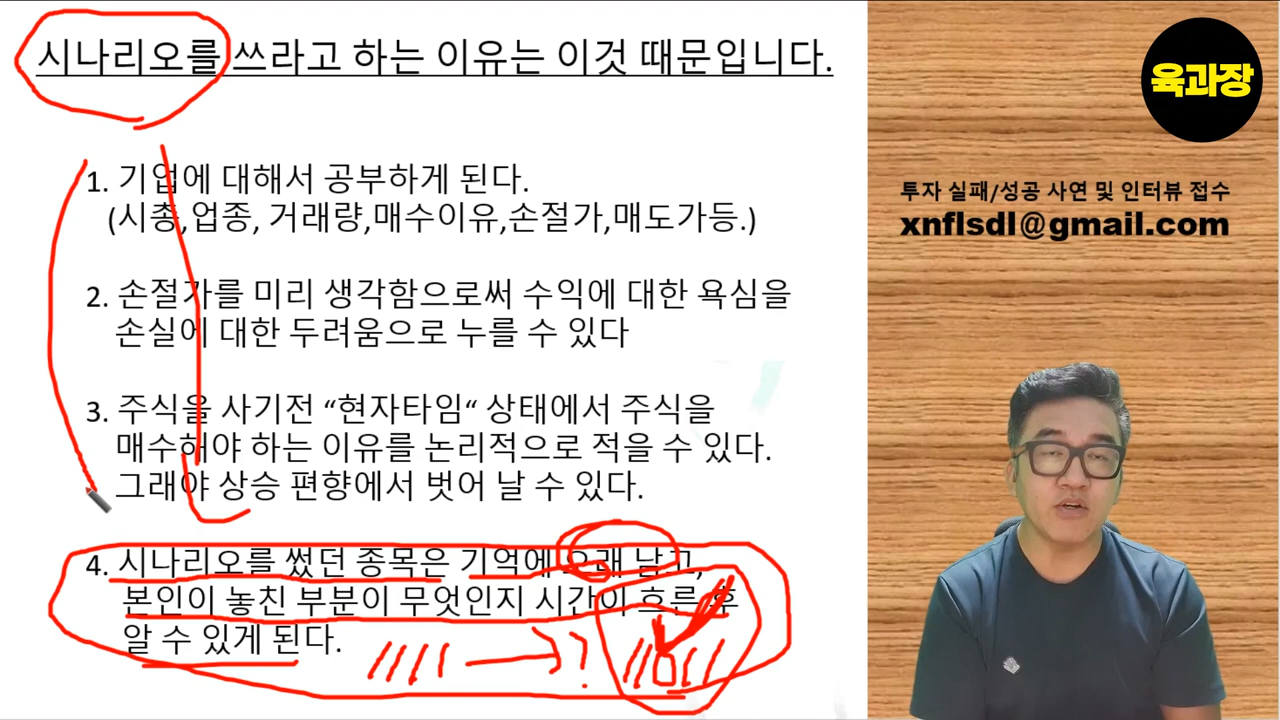 시나리오를 쓰라고 하는 이유는 이것 때문입니다.
1. 기업에 대해서 공부하게 된다.
(시총,업종, 거래량,매수이유,손절가,매도가등.)
2. 손절가를 미리 생각함으로써 수익에 대한 욕심을
손실에 대한 두려움으로 누를 수 있다
3. 주식을 사기전 “현자타임“ 상태에서 주식을
매수해야 하는 이유를 논리적으로 적을 수 있다.
그래야 상승 편향에서 벗어 날 수 있다.
4. 시나리오를 썼던 종목은 기억에 오래 남고,
본인이 놓친 부분이 무엇인지 시간이 흐른 후
알 수 있게 된다.
??
육과장
투자 실패/성공 사연 및 인터뷰 접수
xnflsdl@gmail.com